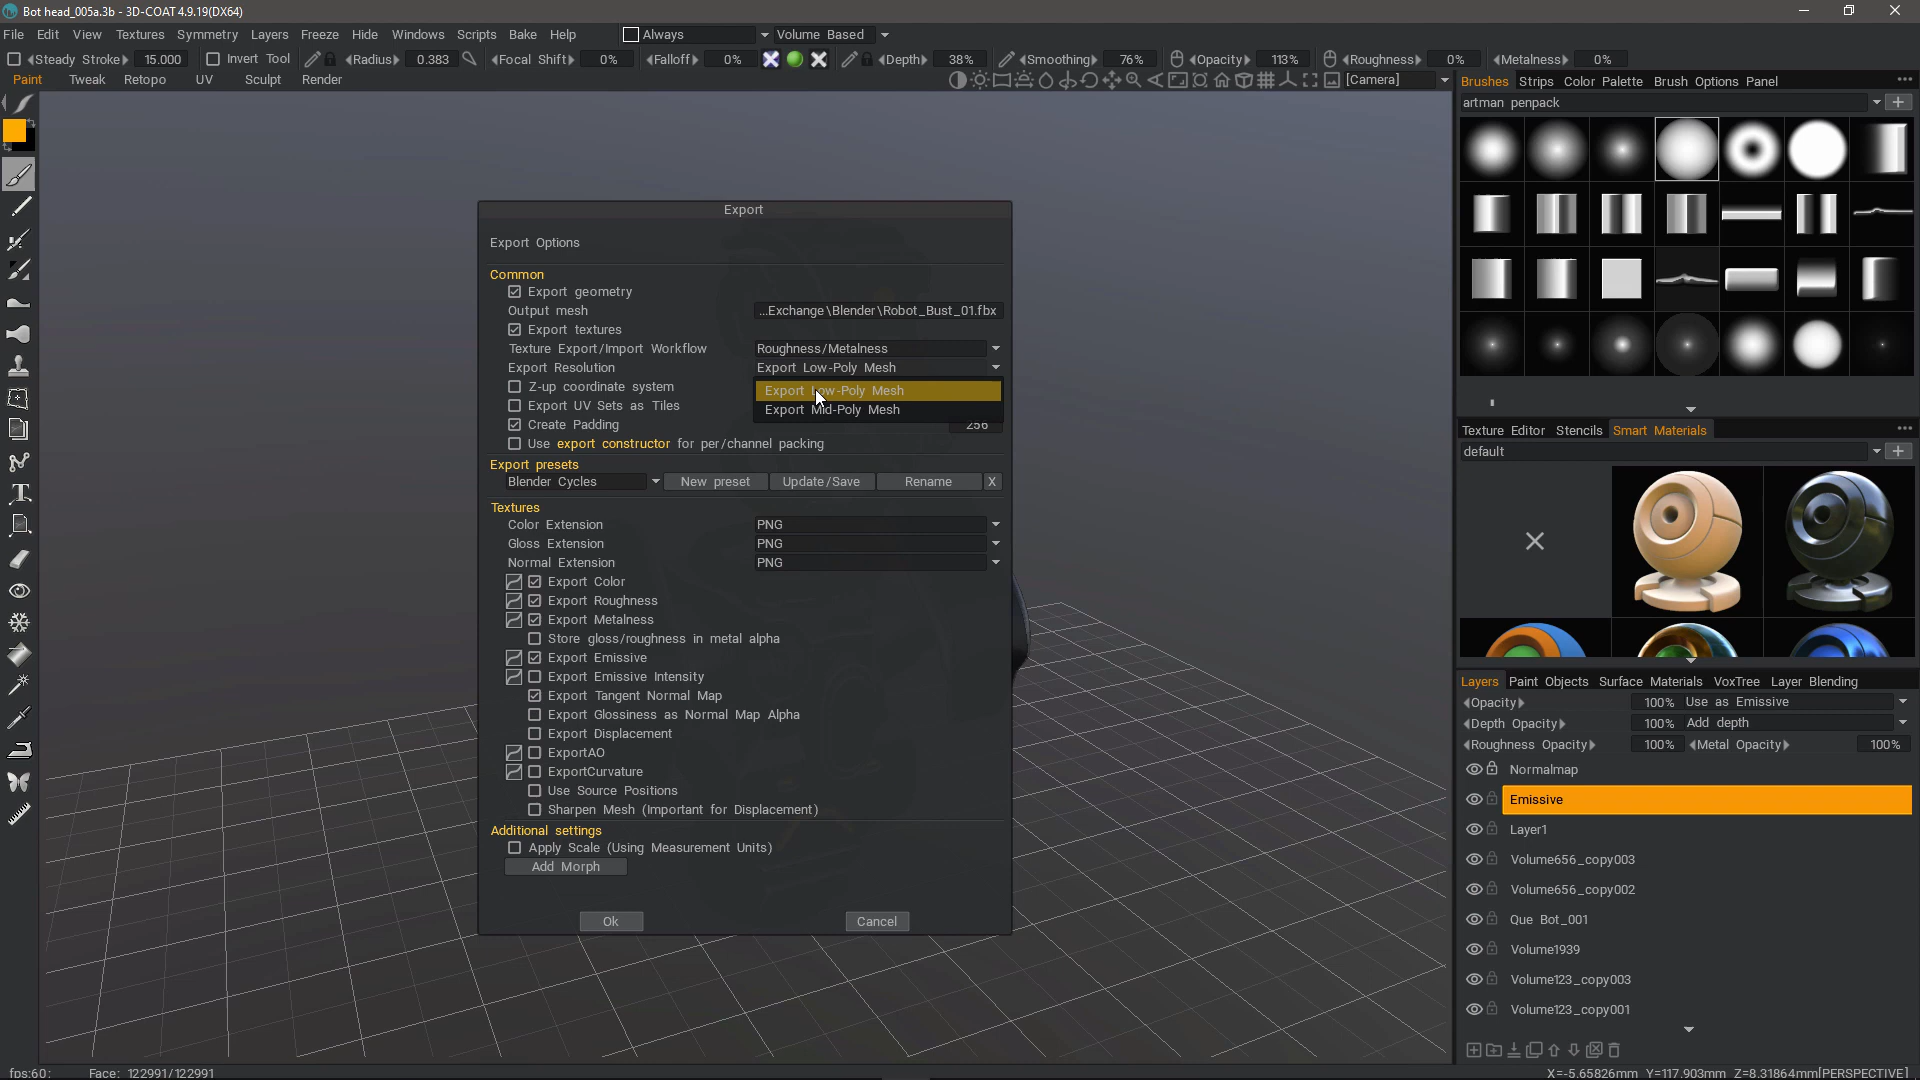 Bot head_005a.3b - 3D-COAT 4.9.19(DX64)
File Edit View Textures Symmetry Layers Freeze Hide Windows Scripts Bake Help Always Volume Based
Steady Stroke 15.000 Invert Tool Radius 0.383 Focal Shift 0% Falloff 0% Depth 38% Smoothing 76% Opacity 113% Roughness 0% Metalness 0%
Paint Tweak Retopo UV Sculpt Render [Camera]
Brushes Strips Color Palette Brush Options Panel
artman penpack
Export
Export Options
Common
Export geometry
Output mesh ...Exchange\Blender\Robot_Bust_01.fbx
Export textures
Texture Export/Import Workflow Roughness/Metalness
Export Resolution Export Low-Poly Mesh
Z-up coordinate system Export Low-Poly Mesh
Export UV Sets as Tiles Export Mid-Poly Mesh
Create Padding 256
Use export constructor for per/channel packing
Export presets
Blender Cycles New preset Update/Save Rename X
Textures
Color Extension PNG
Gloss Extension PNG
Normal Extension PNG
Export Color
Export Roughness
Export Metalness
Store gloss/roughness in metal alpha
Export Emissive
Export Emissive Intensity
Export Tangent Normal Map
Export Glossiness as Normal Map Alpha
Export Displacement
ExportAO
ExportCurvature
Use Source Positions
Sharpen Mesh (Important for Displacement)
Additional settings
Apply Scale (Using Measurement Units)
Add Morph
Ok Cancel
Texture Editor Stencils Smart Materials
default
Layers Paint Objects Surface Materials VoxTree Layer Blending
Opacity 100% Use as Emissive
Depth Opacity 100% Add depth
Roughness Opacity 100% Metal Opacity 100%
Normalmap
Emissive
Layer1
Volume656_copy003
Volume656_copy002
Que Bot_001
Volume1939
Volume123_copy003
Volume123_copy001
fps:60: Face: 122991/122991 X=-5.65826mm Y=117.903mm Z=8.31864mm[PERSPECTIVE]